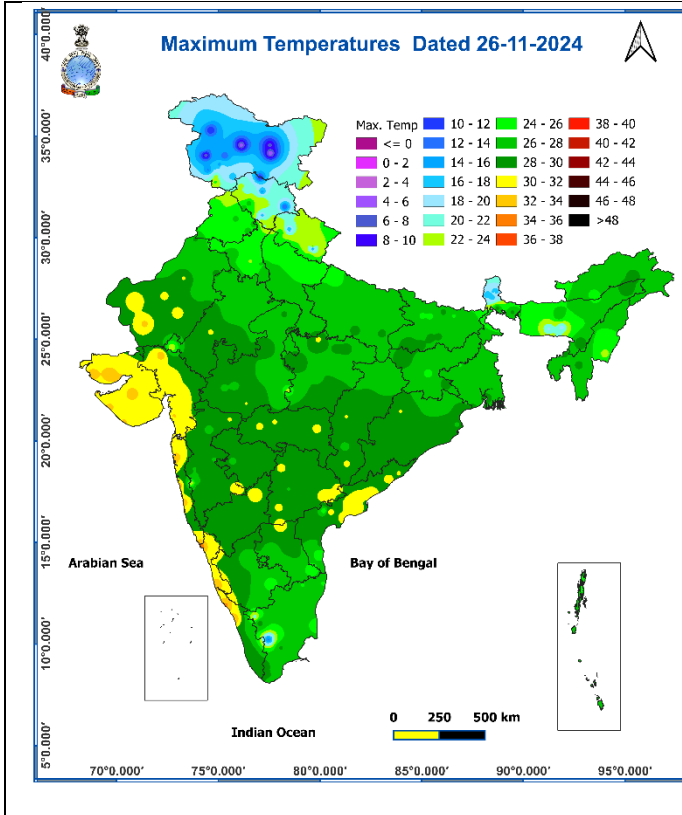 Maximum Temperatures Dated 26-11-2024
Max. Temp
<= 0
0 - 2
2 - 4
4 - 6
6 - 8
8 - 10
10 - 12
12 - 14
14 - 16
16 - 18
18 - 20
20 - 22
22 - 24
24 - 26
26 - 28
28 - 30
30 - 32
32 - 34
34 - 36
36 - 38
38 - 40
40 - 42
42 - 44
44 - 46
46 - 48
>48
40°0.000'
35°0.000'
30°0.000'
25°0.000'
20°0.000'
15°0.000'
10°0.000'
5°0.000'
Arabian Sea
Bay of Bengal
Indian Ocean
0 250 500 km
70°0.000' 75°0.000' 80°0.000' 85°0.000' 90°0.000' 95°0.000'